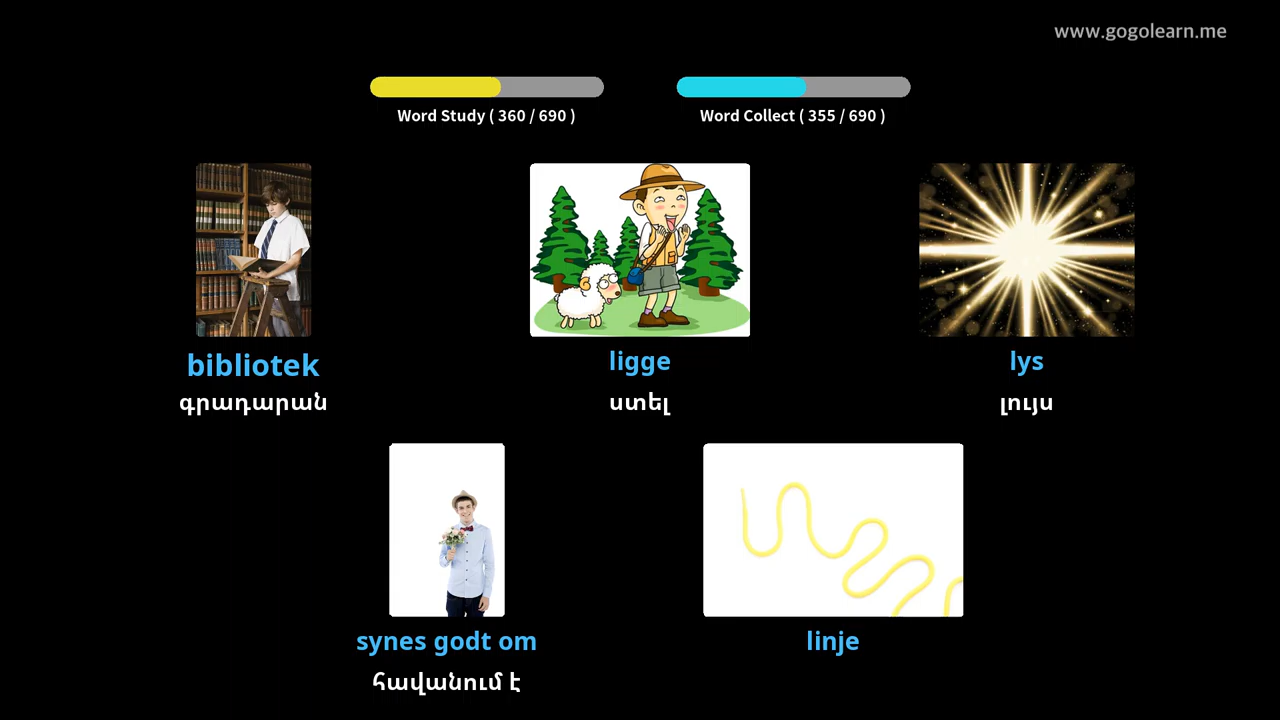 www.gogolearn.me
Word Study ( 360 / 690 )
Word Collect ( 355 / 690 )
bibliotek
գրադարան
ligge
ստել
lys
լույս
synes godt om
հավանում է
linje